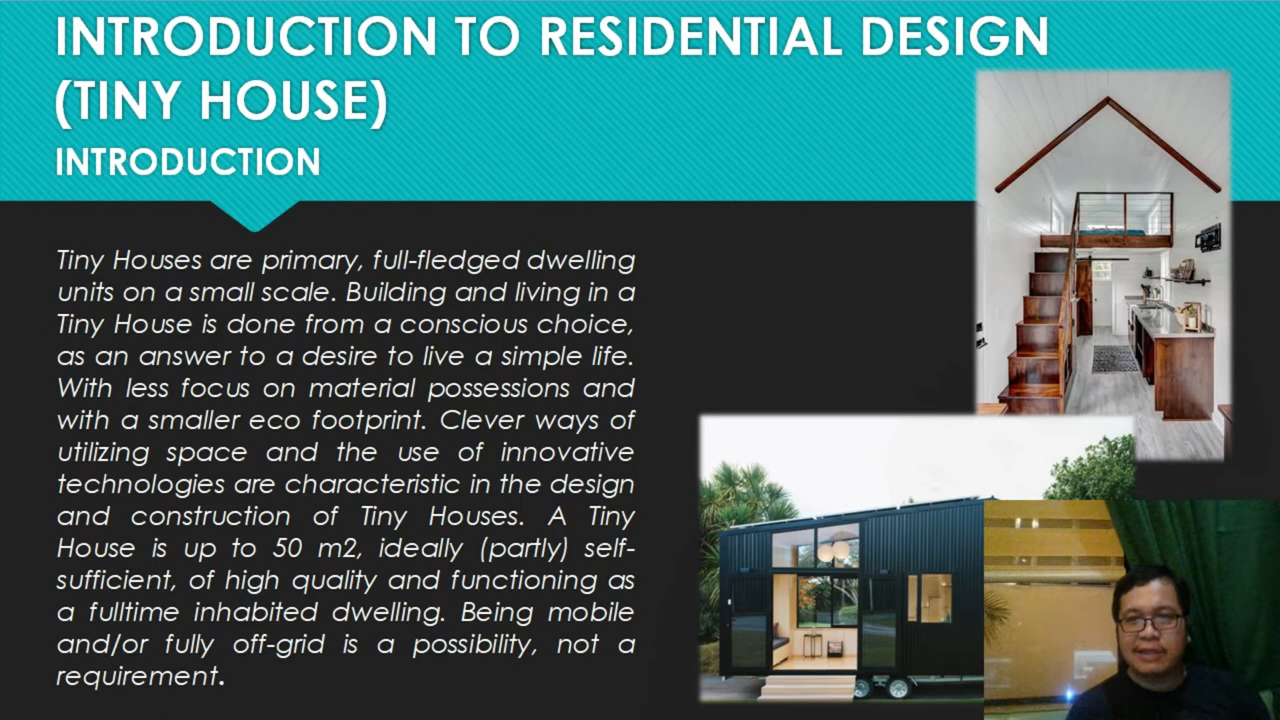 INTRODUCTION TO RESIDENTIAL DESIGN
(TINY HOUSE)
INTRODUCTION
Tiny Houses are primary, full-fledged dwelling
units on a small scale. Building and living in a
Tiny House is done from a conscious choice,
as an answer to a desire to live a simple life.
With less focus on material possessions and
with a smaller eco footprint. Clever ways of
utilizing space and the use of innovative
technologies are characteristic in the design
and construction of Tiny Houses. A Tiny
House is up to 50 m2, ideally (partly) self-
sufficient, of high quality and functioning as
a fulltime inhabited dwelling. Being mobile
and/or fully off-grid is a possibility, not a
requirement.